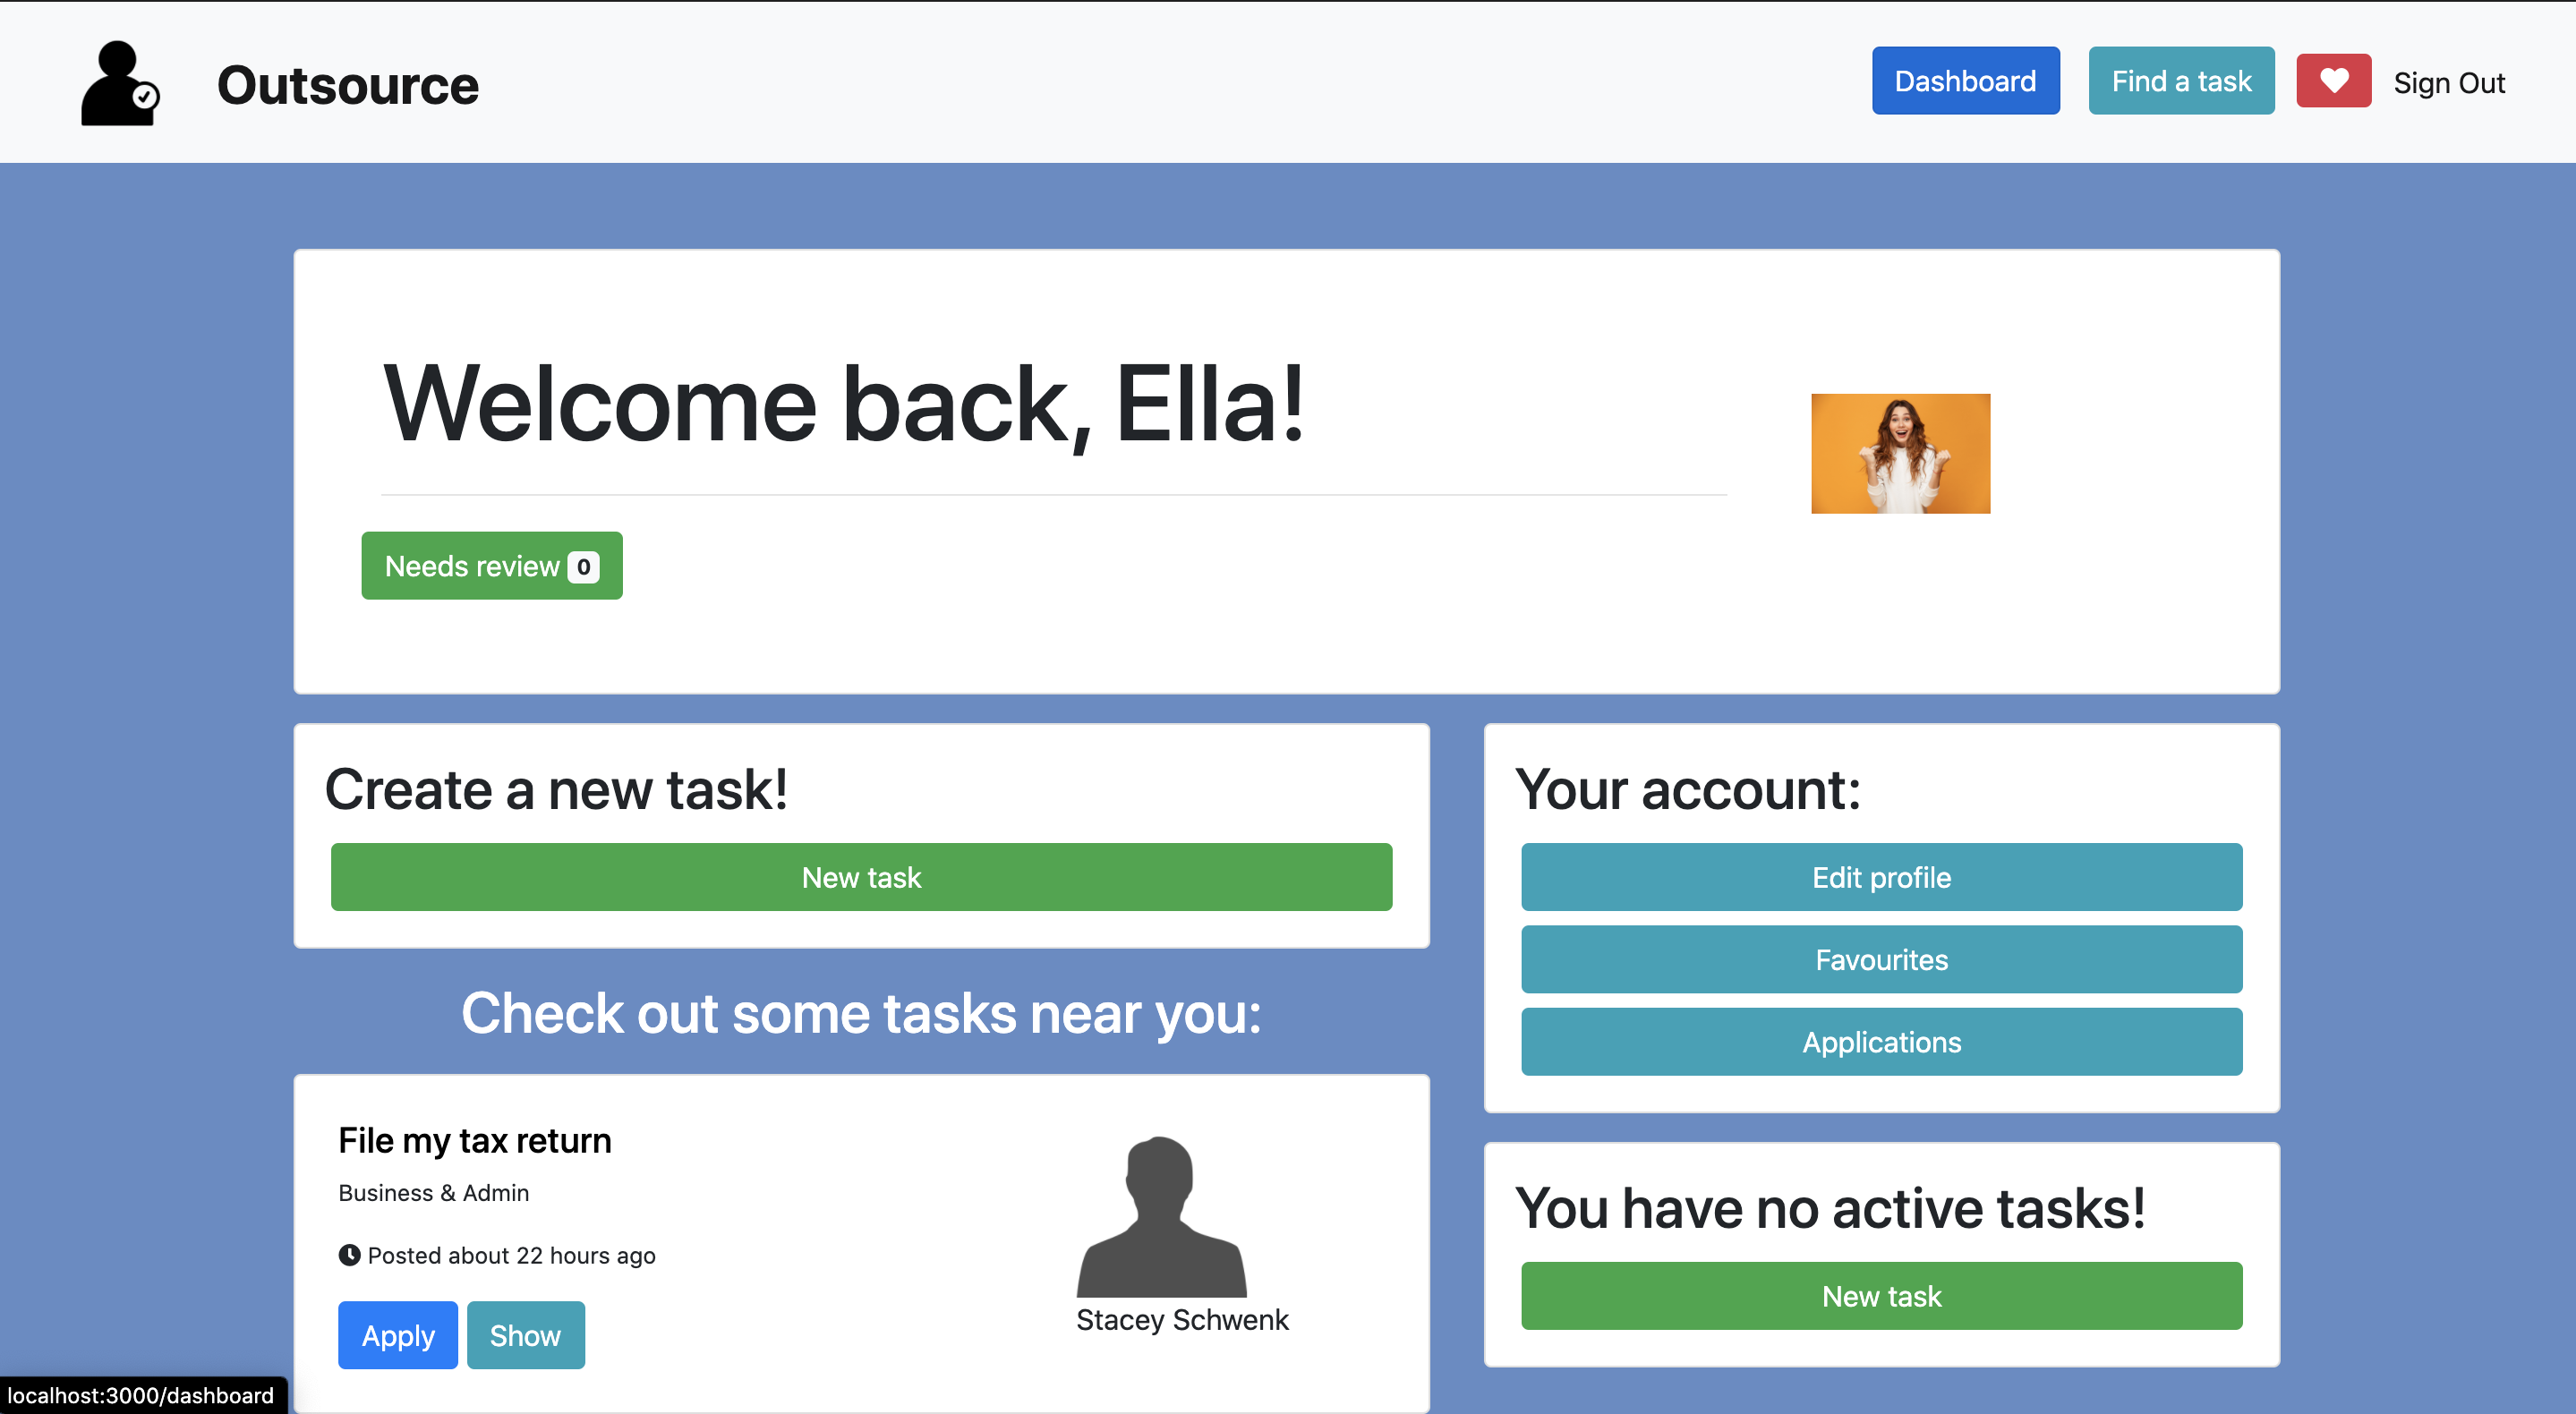 Outsource
Dashboard
Find a task
Sign Out
Welcome back, Ella!
Needs review 0
Create a new task!
New task
Check out some tasks near you:
File my tax return
Business & Admin
Posted about 22 hours ago
Apply
Show
Stacey Schwenk
Your account:
Edit profile
Favourites
Applications
You have no active tasks!
New task
localhost:3000/dashboard